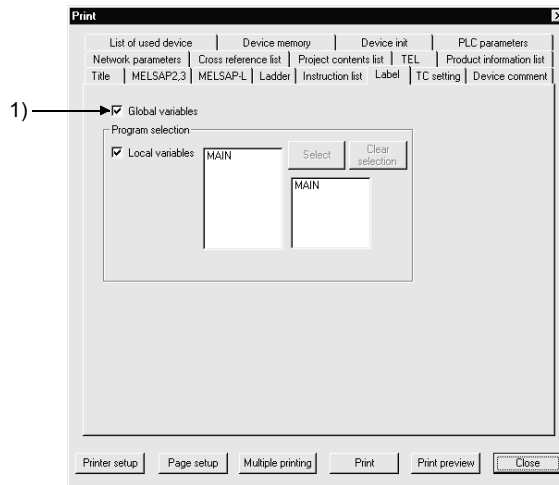 Print
List of used device Device memory Device init PLC parameters
Network parameters Cross reference list Project contents list TEL Product information list
Title MELSAP2,3 MELSAP-L Ladder Instruction list Label TC setting Device comment
1) Global variables
Program selection
Local variables MAIN Select Clear selection
MAIN
Printer setup Page setup Multiple printing Print Print preview Close